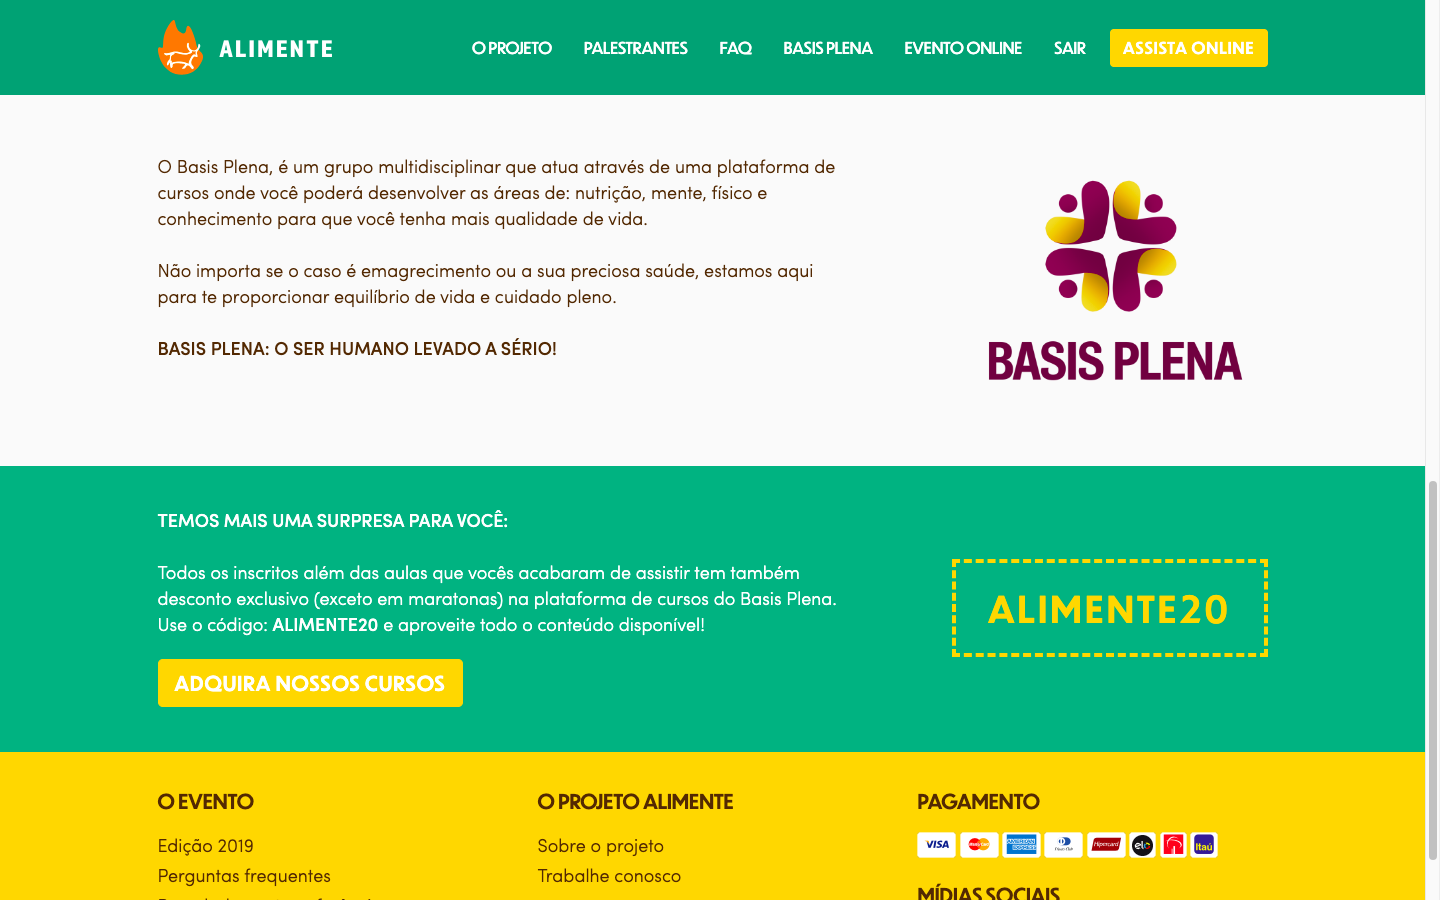 ALIMENTE
O PROJETO
PALESTRANTES
FAQ
BASIS PLENA
EVENTO ONLINE
SAIR
ASSISTA ONLINE
O Basis Plena, é um grupo multidisciplinar que atua através de uma plataforma de
cursos onde você poderá desenvolver as áreas de: nutrição, mente, físico e
conhecimento para que você tenha mais qualidade de vida.
Não importa se o caso é emagrecimento ou a sua preciosa saúde, estamos aqui
para te proporcionar equilíbrio de vida e cuidado pleno.
BASIS PLENA: O SER HUMANO LEVADO A SÉRIO!
BASIS PLENA
TEMOS MAIS UMA SURPRESA PARA VOCÊ:
Todos os inscritos além das aulas que vocês acabaram de assistir tem também
desconto exclusivo (exceto em maratonas) na plataforma de cursos do Basis Plena.
Use o código: ALIMENTE20 e aproveite todo o conteúdo disponível!
ADQUIRA NOSSOS CURSOS
ALIMENTE20
O EVENTO
Edição 2019
Perguntas frequentes
O PROJETO ALIMENTE
Sobre o projeto
Trabalhe conosco
PAGAMENTO
VISA
AMERICAN EXPRESS
Hipercard
elo
Itaú
MÍDIAS SOCIAIS